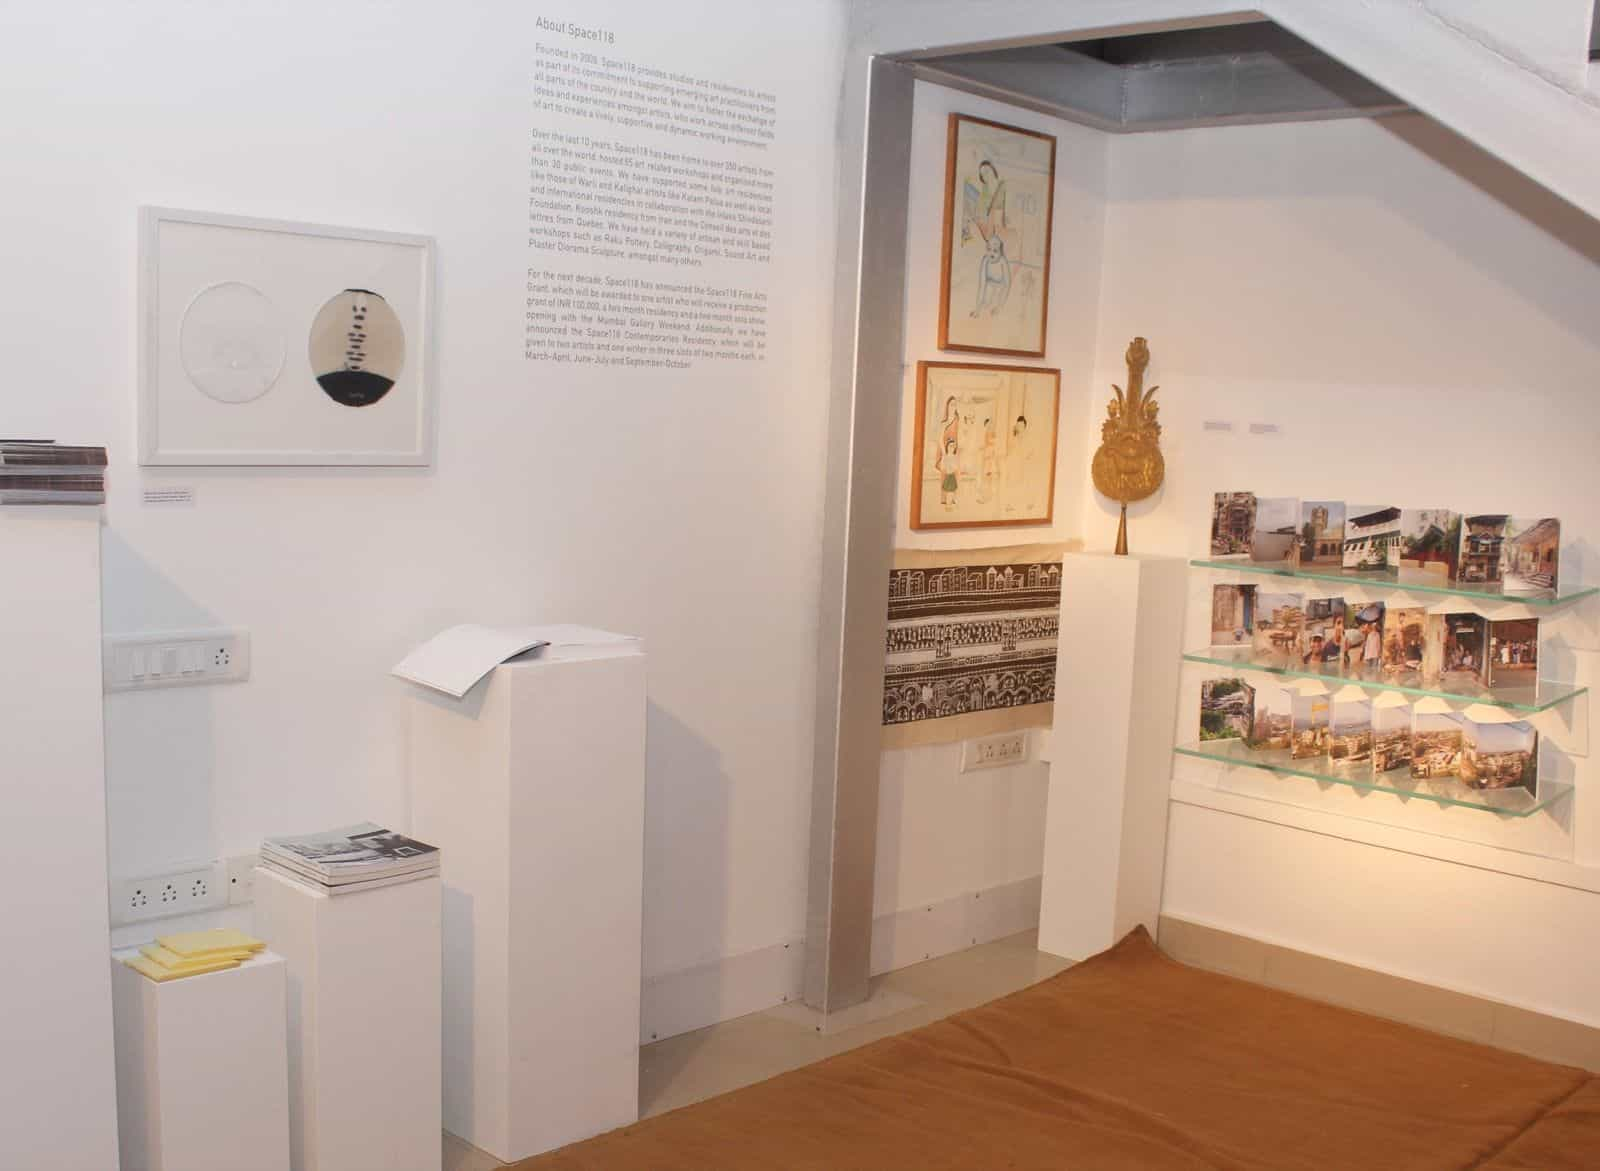 About Space118
Founded in 2009, Space118 provides studios and residencies to artists
as part of its commitment to supporting emerging art practitioners from
all parts of the country and the world. We aim to foster the exchange of
ideas and experiences amongst artists, who work across different fields
of art to create a lively, supportive and dynamic working environment.
Over the last 10 years, Space118 has been home to over 350 artists from
all over the world, hosted 85 art related workshops and organised more
than 30 public events. We have supported some folk art residencies
like those of Warli and Kalighat artists like Kalam Patua as well as local
and international residencies in collaboration with the Inlaks Shivdasani
Foundation, Kooshk residency from Iran and the Conseil des arts et des
lettres from Quebec. We have held a variety of artisan and skill based
workshops such as Raku Pottery, Calligraphy, Origami, Sound Art and
Plaster Diorama Sculpture, amongst many others.
For the next decade, Space118 has announced the Space118 Fine Arts
Grant, which will be awarded to one artist who will receive a production
grant of INR 100,000, a two month residency and a two month solo show
opening with the Mumbai Gallery Weekend. Additionally, we have
announced the Space118 Contemporaries Residency, which will be
given to two artists and one writer in three slots of two months each, in
March-April, June-July and September-October.